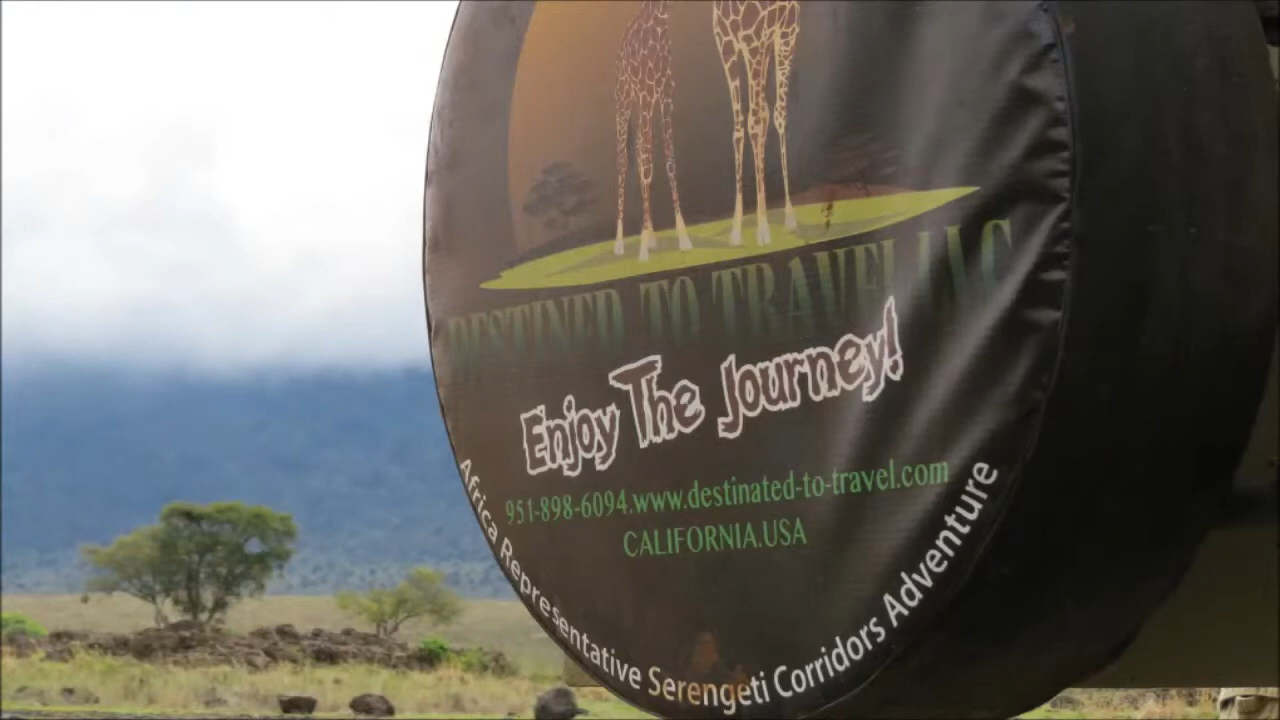 DESTINED TO TRAVEL LLC
Enjoy The Journey!
951-898-6094.www.destinated-to-travel.com
CALIFORNIA.USA
Africa Representative Serengeti Corridors Adventure